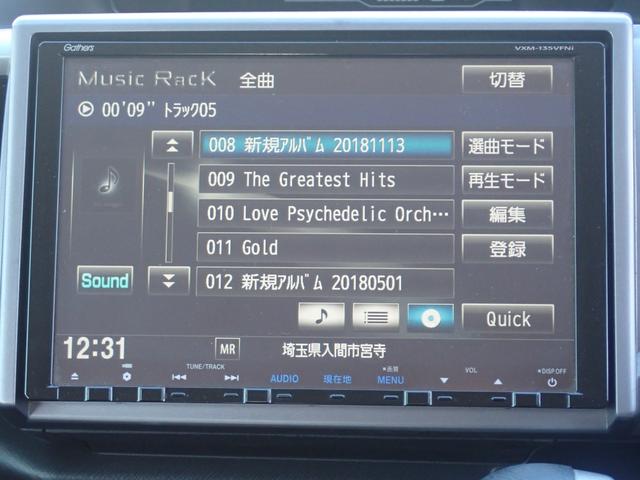 Gathers
VXM-135VFNi
Music Rack 全曲
切替
00'09" ﾄﾗｯｸ05
008 新規ｱﾙﾊﾞﾑ 20181113
選曲モード
009 The Greatest Hits
再生モード
010 Love Psychedelic Orch…
編集
011 Gold
登録
Sound
012 新規ｱﾙﾊﾞﾑ 20180501
Quick
12:31
MR
埼玉県入間市宮寺
TUNE/TRACK
AUDIO
現在地
★画質
MENU
VOL
★DISP OFF